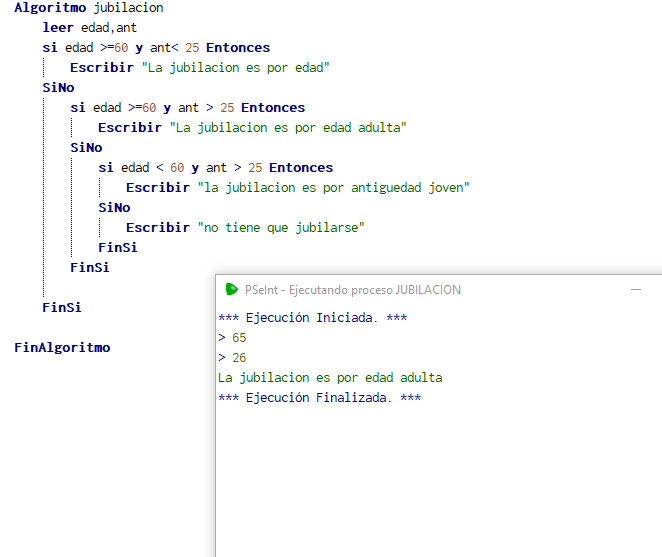 Algoritmo jubilacion
leer edad,ant
si edad >=60 y ant< 25 Entonces
Escribir "La jubilacion es por edad"
SiNo
si edad >=60 y ant > 25 Entonces
Escribir "La jubilacion es por edad adulta"
SiNo
si edad < 60 y ant > 25 Entonces
Escribir "la jubilacion es por antiguedad joven"
SiNo
Escribir "no tiene que jubilarse"
FinSi
FinSi
FinSi
FinAlgoritmo
PSeInt - Ejecutando proceso JUBILACION
*** Ejecución Iniciada. ***
> 65
> 26
La jubilacion es por edad adulta
*** Ejecución Finalizada. ***